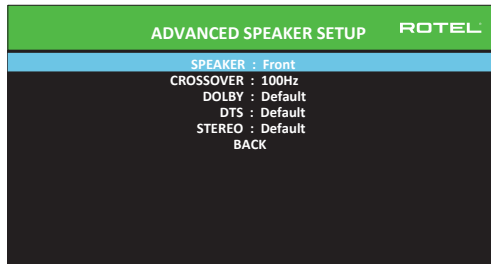 ADVANCED SPEAKER SETUP
ROTEL
SPEAKER : Front
CROSSOVER : 100Hz
DOLBY : Default
DTS : Default
STEREO : Default
BACK